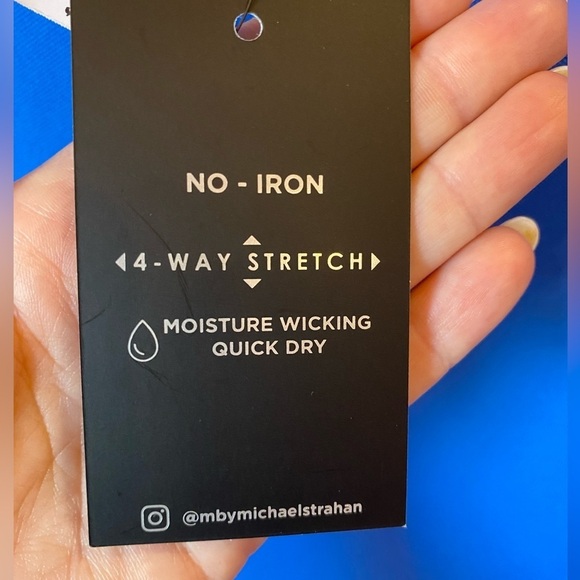 NO - IRON
4-WAY STRETCH
MOISTURE WICKING
QUICK DRY
@mbymichaelstrahan